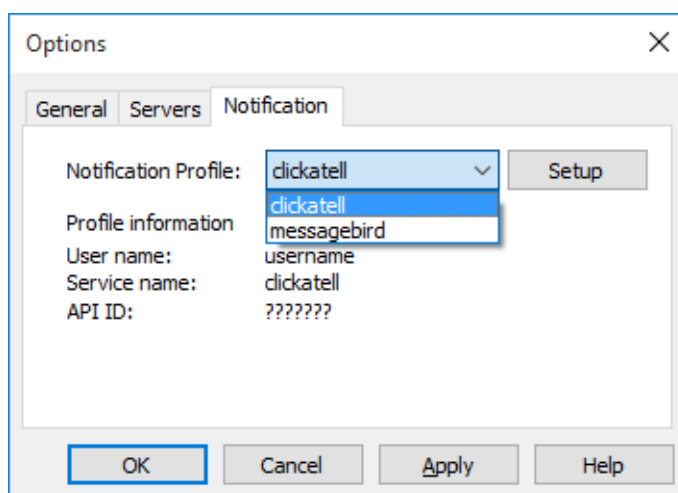 Options
General Servers Notification
Notification Profile: clickatell Setup
clickatell
Profile information messagebird
User name: username
Service name: clickatell
API ID: ???????
OK Cancel Apply Help